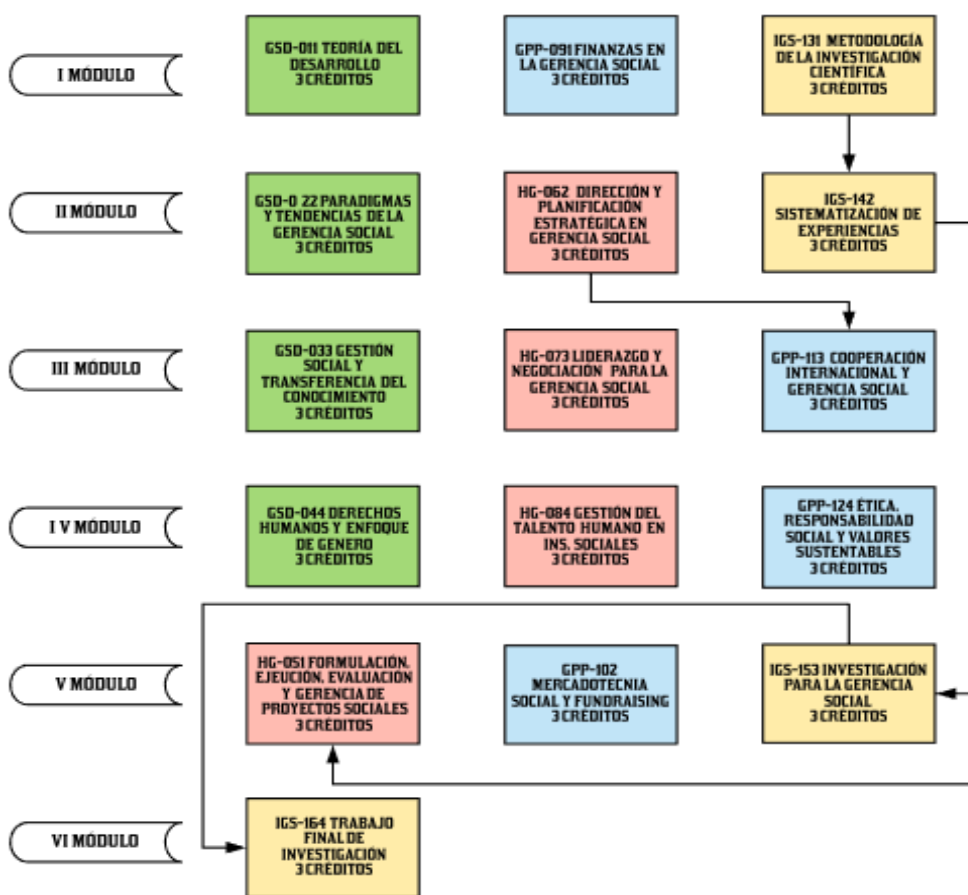 I MÓDULO
GSD-011 TEORÍA DEL
DESARROLLO
3 CRÉDITOS
GPP-091 FINANZAS EN
LA GERENCIA SOCIAL
3 CRÉDITOS
IGS-131 METODOLOGÍA
DE LA INVESTIGACIÓN
CIENTÍFICA
3 CRÉDITOS
II MÓDULO
GSD-0 22 PARADIGMAS
Y TENDENCIAS DE LA
GERENCIA SOCIAL
3 CRÉDITOS
HG-062 DIRECCIÓN Y
PLANIFICACIÓN
ESTRATÉGICA EN
GERENCIA SOCIAL
3 CRÉDITOS
IGS-142
SISTEMATIZACIÓN DE
EXPERIENCIAS
3 CRÉDITOS
III MÓDULO
GSD-033 GESTIÓN
SOCIAL Y
TRANSFERENCIA DEL
CONOCIMIENTO
3 CRÉDITOS
HG-073 LIDERAZGO Y
NEGOCIACIÓN PARA LA
GERENCIA SOCIAL
3 CRÉDITOS
GPP-113 COOPERACIÓN
INTERNACIONAL Y
GERENCIA SOCIAL
3 CRÉDITOS
I V MÓDULO
GSD-044 DERECHOS
HUMANOS Y ENFOQUE
DE GENERO
3 CRÉDITOS
HG-084 GESTIÓN DEL
TALENTO HUMANO EN
INS. SOCIALES
3 CRÉDITOS
GPP-124 ÉTICA,
RESPONSABILIDAD
SOCIAL Y VALORES
SUSTENTABLES
3 CRÉDITOS
V MÓDULO
HG-051 FORMULACIÓN,
EJECUCIÓN, EVALUACIÓN
Y GERENCIA DE
PROYECTOS SOCIALES
3 CRÉDITOS
GPP-102
MERCADOTECNIA
SOCIAL Y FUNDRAISING
3 CRÉDITOS
IGS-153 INVESTIGACIÓN
PARA LA GERENCIA
SOCIAL
3 CRÉDITOS
VI MÓDULO
IGS-164 TRABAJO
FINAL DE
INVESTIGACIÓN
3 CRÉDITOS